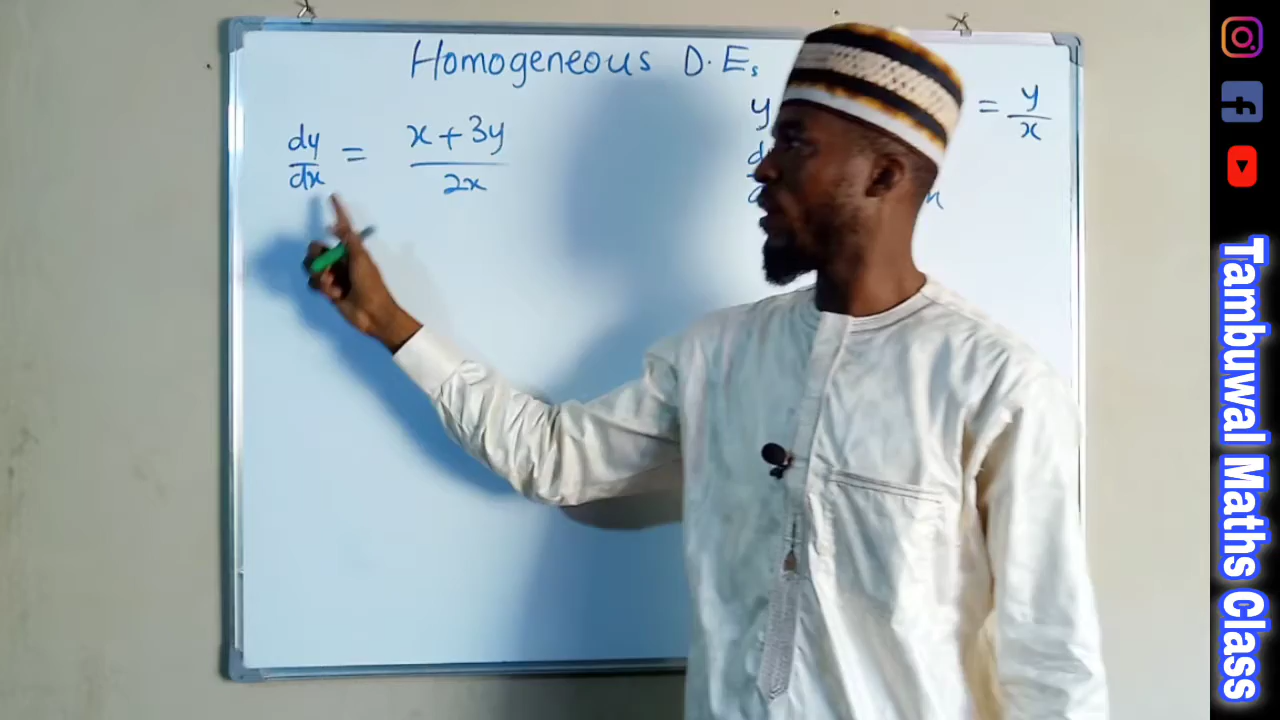 Homogeneous D.Es
dy/dx = (x + 3y)/2x
y = y/x
Tambuwal Maths Class